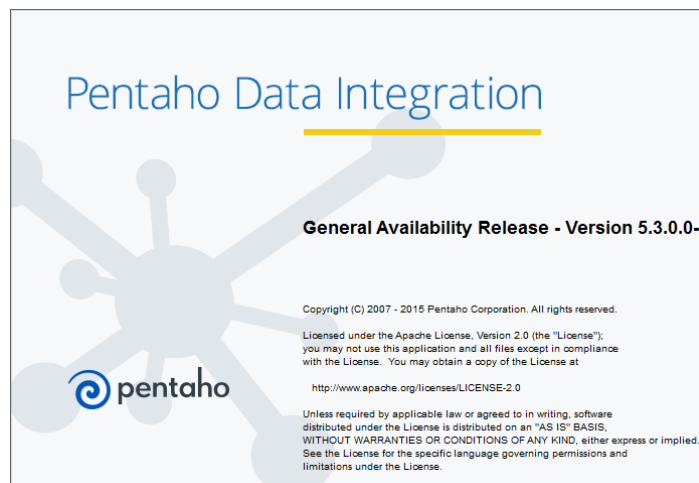 Pentaho Data Integration
General Availability Release - Version 5.3.0.0-
Copyright (C) 2007 - 2015 Pentaho Corporation. All rights reserved.
Licensed under the Apache License, Version 2.0 (the "License");
you may not use this application and all files except in compliance
with the License. You may obtain a copy of the License at
http://www.apache.org/licenses/LICENSE-2.0
pentaho
Unless required by applicable law or agreed to in writing, software
distributed under the License is distributed on an "AS IS" BASIS,
WITHOUT WARRANTIES OR CONDITIONS OF ANY KIND, either express or implied.
See the License for the specific language governing permissions and
limitations under the License.